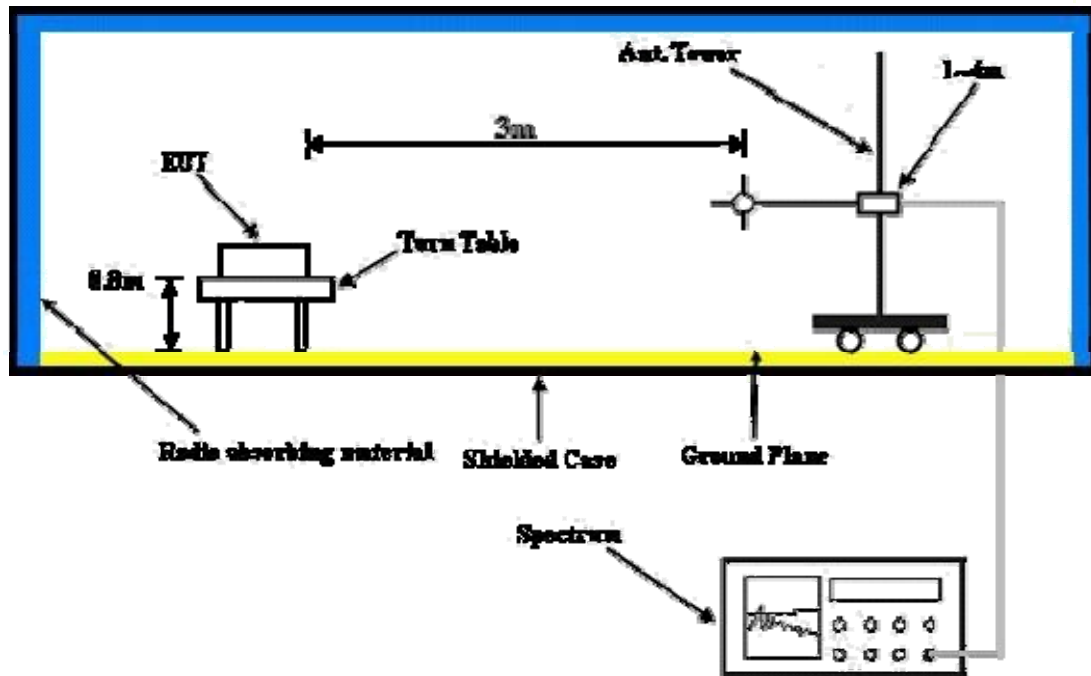 Ant. Tower
1-4m
3m
EUT
Turn Table
0.8m
Radio absorbing material
Shielded Case
Ground Plane
Spectrum